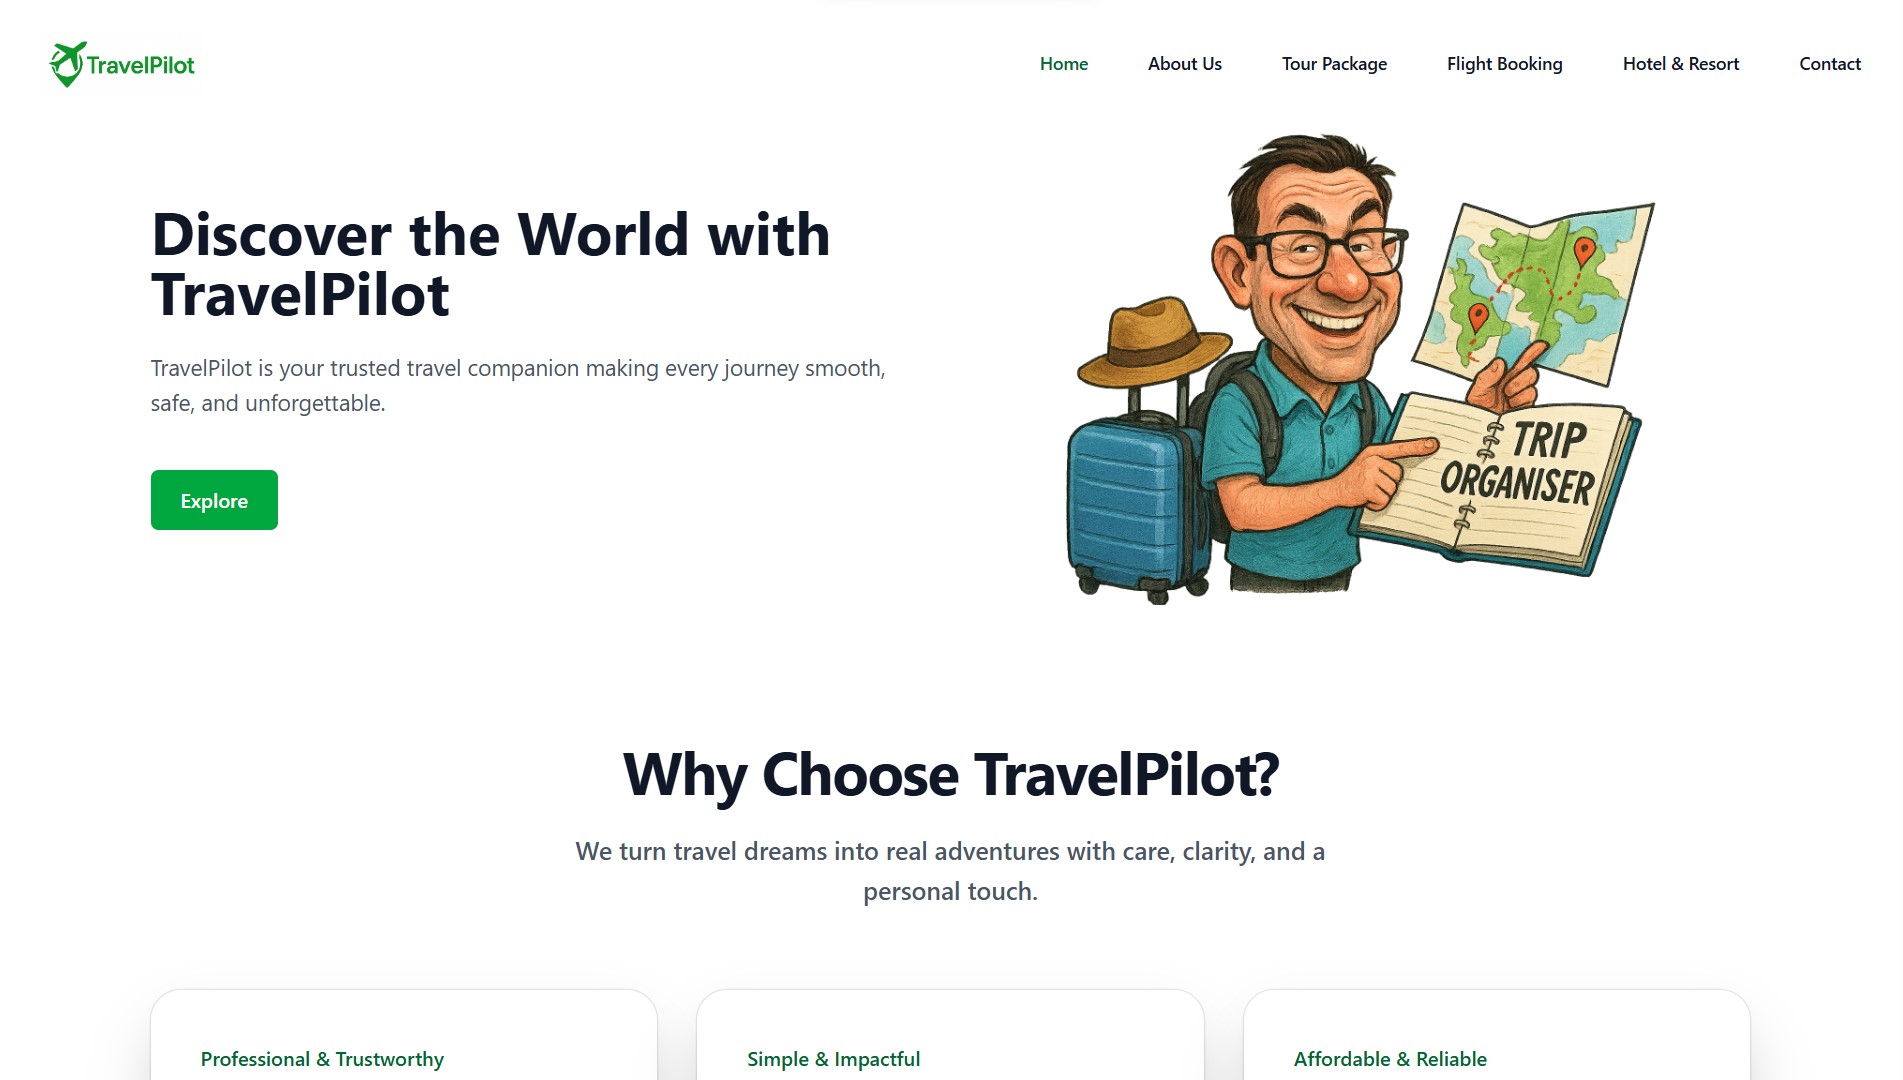 TravelPilot
Home
About Us
Tour Package
Flight Booking
Hotel & Resort
Contact
Discover the World with
TravelPilot
TravelPilot is your trusted travel companion making every journey smooth,
safe, and unforgettable.
Explore
TRIP
ORGANISER
Why Choose TravelPilot?
We turn travel dreams into real adventures with care, clarity, and a
personal touch.
Professional & Trustworthy
Simple & Impactful
Affordable & Reliable